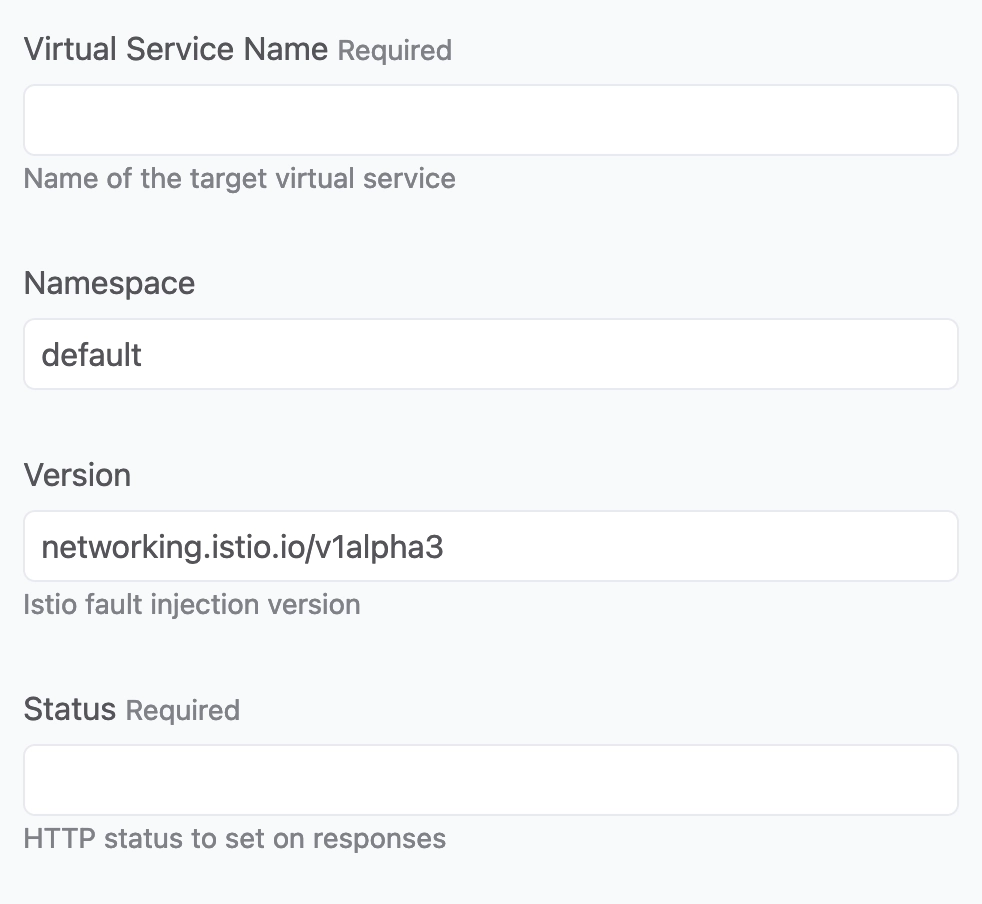 Virtual Service Name Required
Name of the target virtual service
Namespace
default
Version
networking.istio.io/v1alpha3
Istio fault injection version
Status Required
HTTP status to set on responses